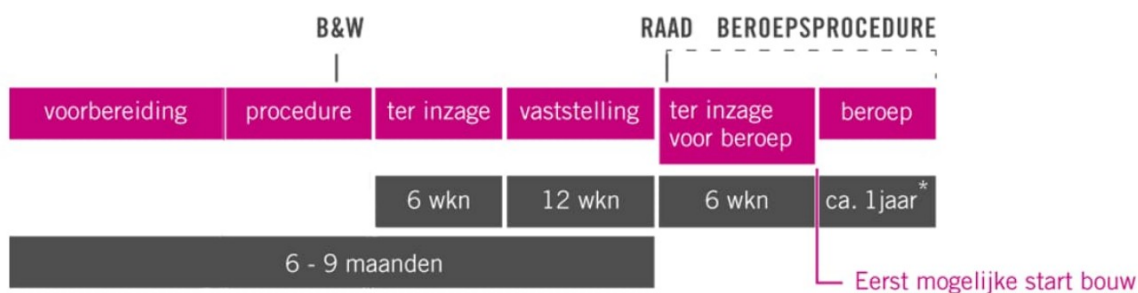 B&W RAAD BEROEPSPROCEDURE
voorbereiding procedure ter inzage vaststelling ter inzage voor beroep beroep
6 wkn 12 wkn 6 wkn ca. 1jaar*
6 - 9 maanden
Eerst mogelijke start bouw